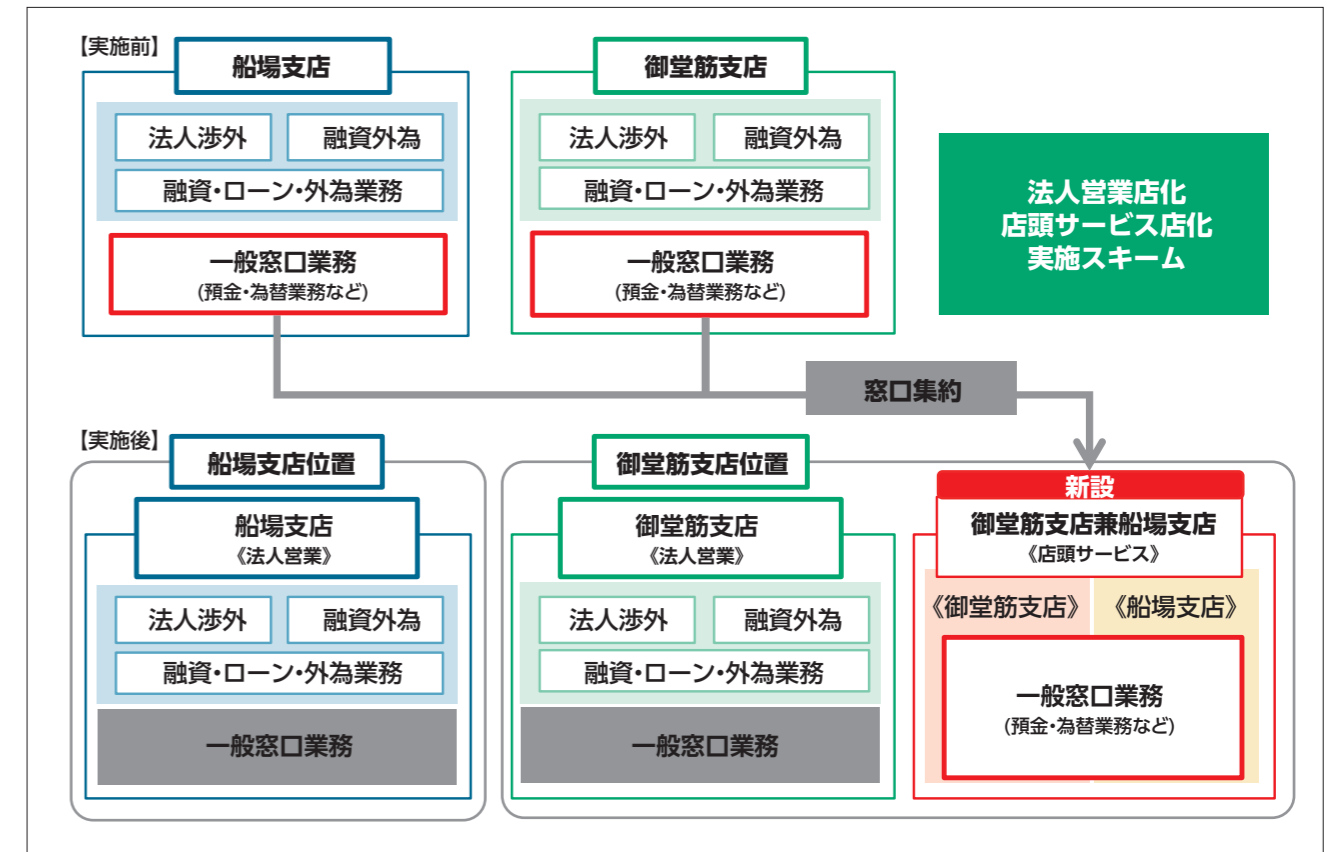 【実施前】
船場支店
法人渉外
融資外為
融資・ローン・外為業務
一般窓口業務
(預金・為替業務など)
御堂筋支店
法人渉外
融資外為
融資・ローン・外為業務
一般窓口業務
(預金・為替業務など)
法人営業店化
店頭サービス店化
実施スキーム
窓口集約
【実施後】
船場支店位置
船場支店
《法人営業》
法人渉外
融資外為
融資・ローン・外為業務
一般窓口業務
御堂筋支店位置
御堂筋支店
《法人営業》
法人渉外
融資外為
融資・ローン・外為業務
一般窓口業務
新設
御堂筋支店兼船場支店
《店頭サービス》
《御堂筋支店》
《船場支店》
一般窓口業務
(預金・為替業務など)